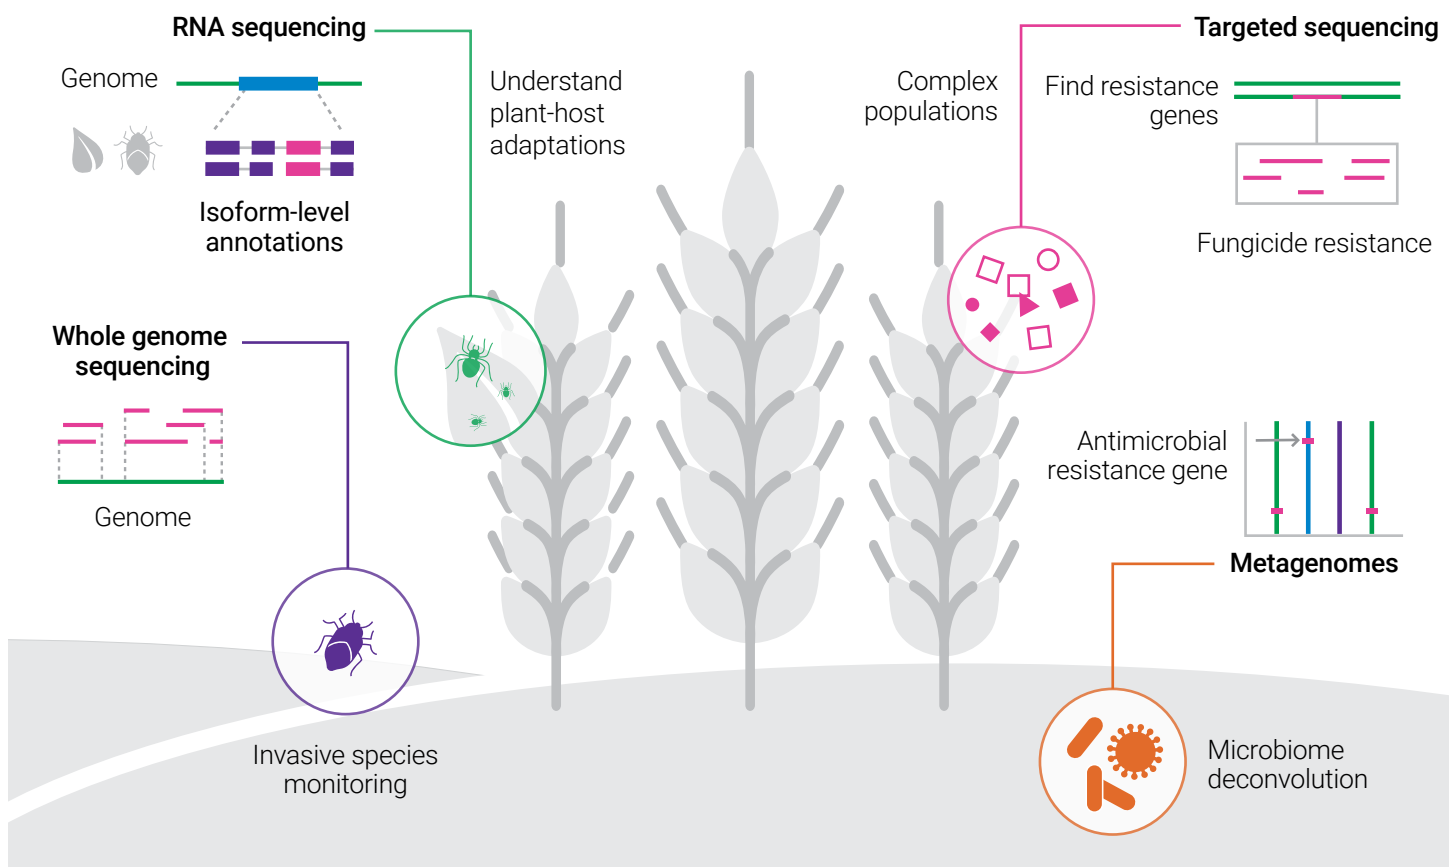 RNA sequencing
Genome
Isoform-level
annotations
Understand
plant-host
adaptations
Complex
populations
Targeted sequencing
Find resistance
genes
Fungicide resistance
Whole genome
sequencing
Genome
Invasive species
monitoring
Antimicrobial
resistance gene
Metagenomes
Microbiome
deconvolution